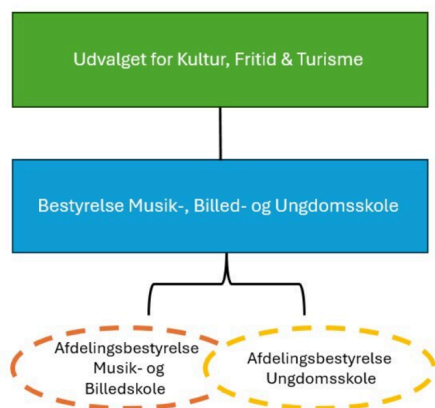 Udvalget for Kultur, Fritid & Turisme
Bestyrelse Musik-, Billed- og Ungdomsskole
Afdelingsbestyrelse
Musik- og
Billedskole
Afdelingsbestyrelse
Ungdomsskole